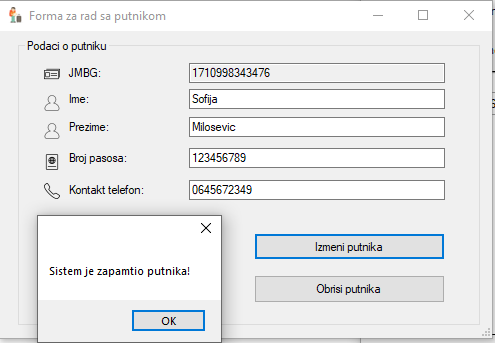 Forma za rad sa putnikom
Podaci o putniku
JMBG: 1710998343476
Ime: Sofija
Prezime: Milosevic
Broj pasosa: 123456789
Kontakt telefon: 0645672349
Izmeni putnika
Obrisi putnika
Sistem je zapamtio putnika!
OK